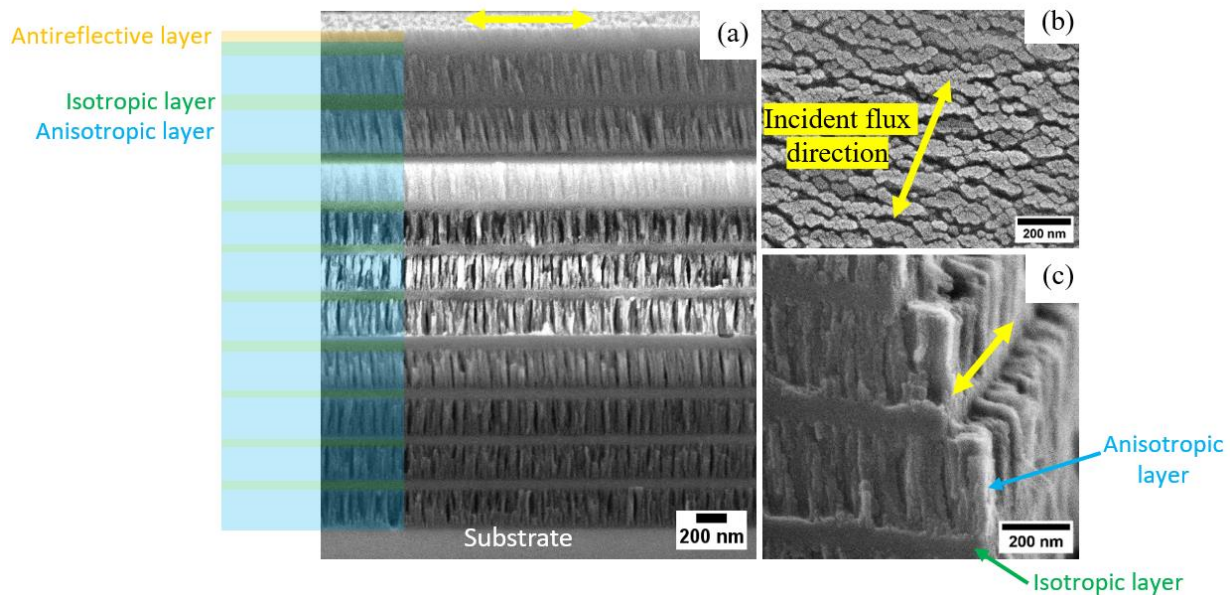 Antireflective layer
Isotropic layer
Anisotropic layer
(a)
Substrate
200 nm
(b)
Incident flux
direction
200 nm
(c)
200 nm
Anisotropic
layer
Isotropic layer